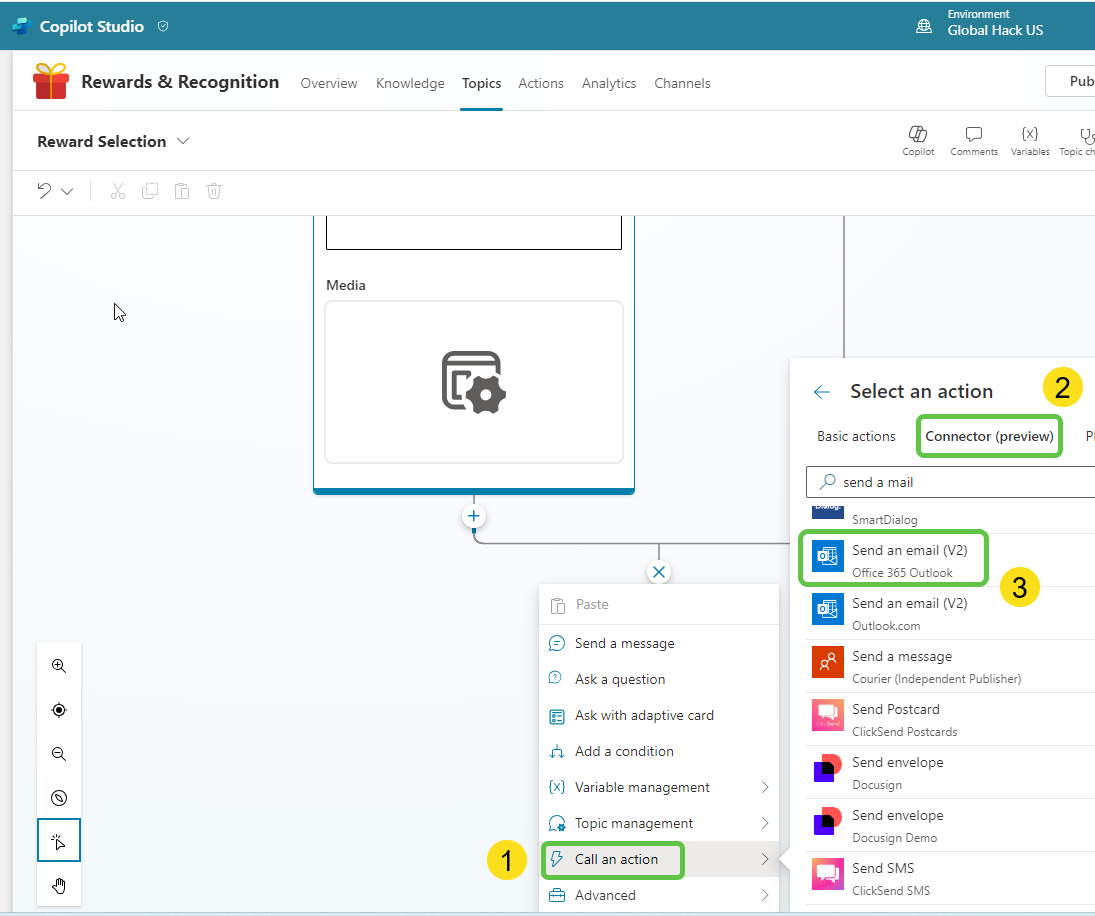 Copilot Studio
Environment
Global Hack US
Rewards & Recognition
Overview
Knowledge
Topics
Actions
Analytics
Channels
Pub
Reward Selection
Copilot
Comments
{x}
Variables
Topic ch
Media
Select an action
2
Basic actions
Connector (preview)
Pl
send a mail
Dialog.
SmartDialog
Send an email (V2)
Office 365 Outlook
3
Send an email (V2)
Outlook.com
Send a message
Courier (Independent Publisher)
Send Postcard
ClickSend Postcards
Send envelope
Docusign
Send envelope
Docusign Demo
Send SMS
ClickSend SMS
Paste
Send a message
Ask a question
Ask with adaptive card
Add a condition
{x} Variable management
Topic management
1
Call an action
Advanced